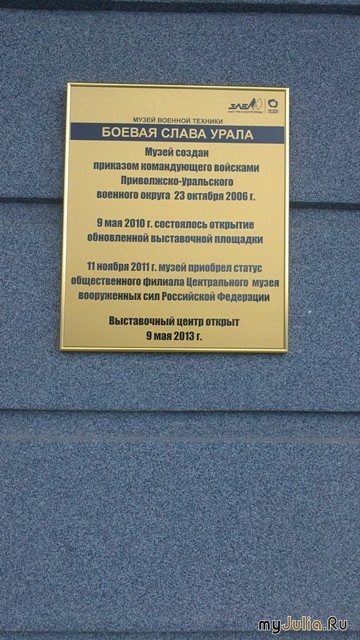 ЗЛЕМ
МУЗЕЙ ВОЕННОЙ ТЕХНИКИ
БОЕВАЯ СЛАВА УРАЛА
Музей создан
приказом командующего войсками
Приволжско-Уральского
военного округа 23 октября 2006 г.
9 мая 2010 г. состоялось открытие
обновленной выставочной площадки
11 ноября 2011 г. музей приобрел статус
общественного филиала Центрального музея
вооруженных сил Российской Федерации
Выставочный центр открыт
9 мая 2013 г.
myJulia.Ru